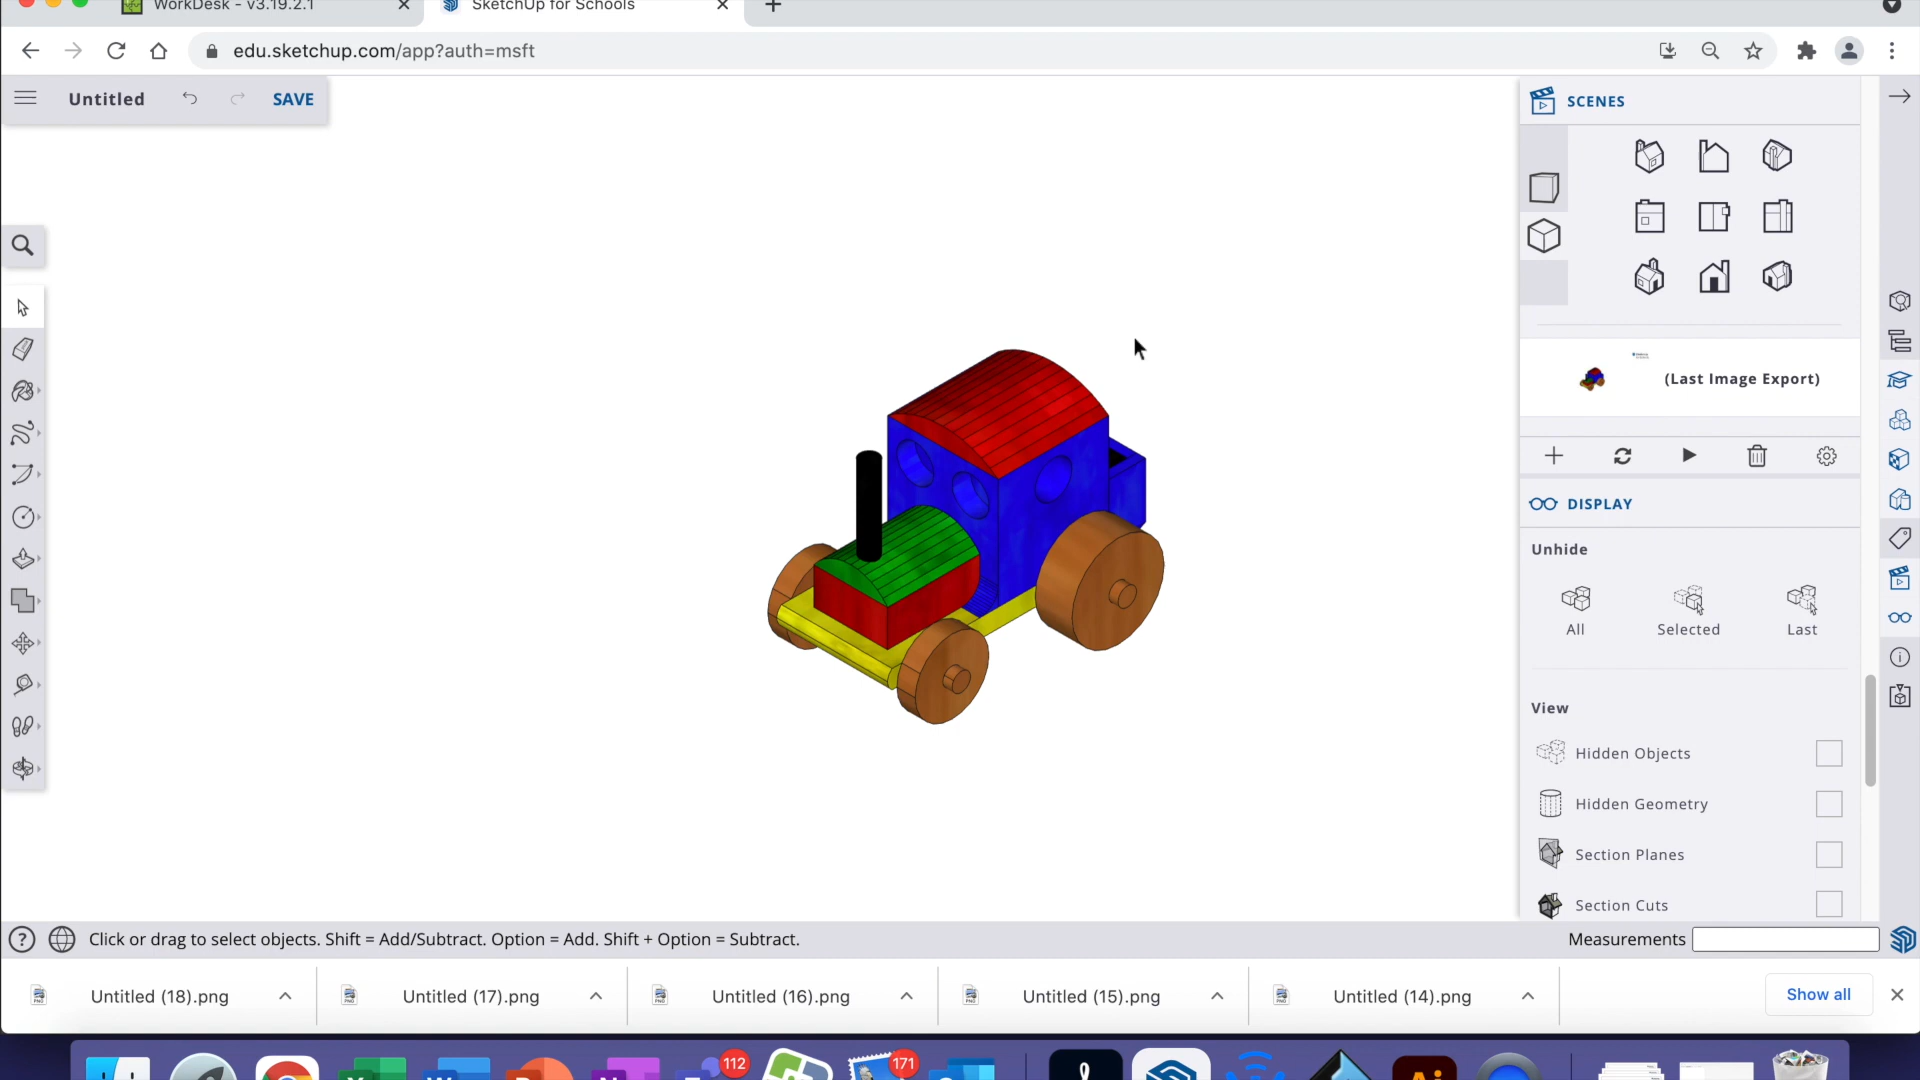 WorkDesk - v3.19.2.1
SketchUp for Schools
edu.sketchup.com/app?auth=msft
Untitled
SAVE
SCENES
(Last Image Export)
DISPLAY
Unhide
All
Selected
Last
View
Hidden Objects
Hidden Geometry
Section Planes
Section Cuts
Click or drag to select objects. Shift = Add/Subtract. Option = Add. Shift + Option = Subtract.
Measurements
Untitled (18).png
Untitled (17).png
Untitled (16).png
Untitled (15).png
Untitled (14).png
Show all
112
171
Ai